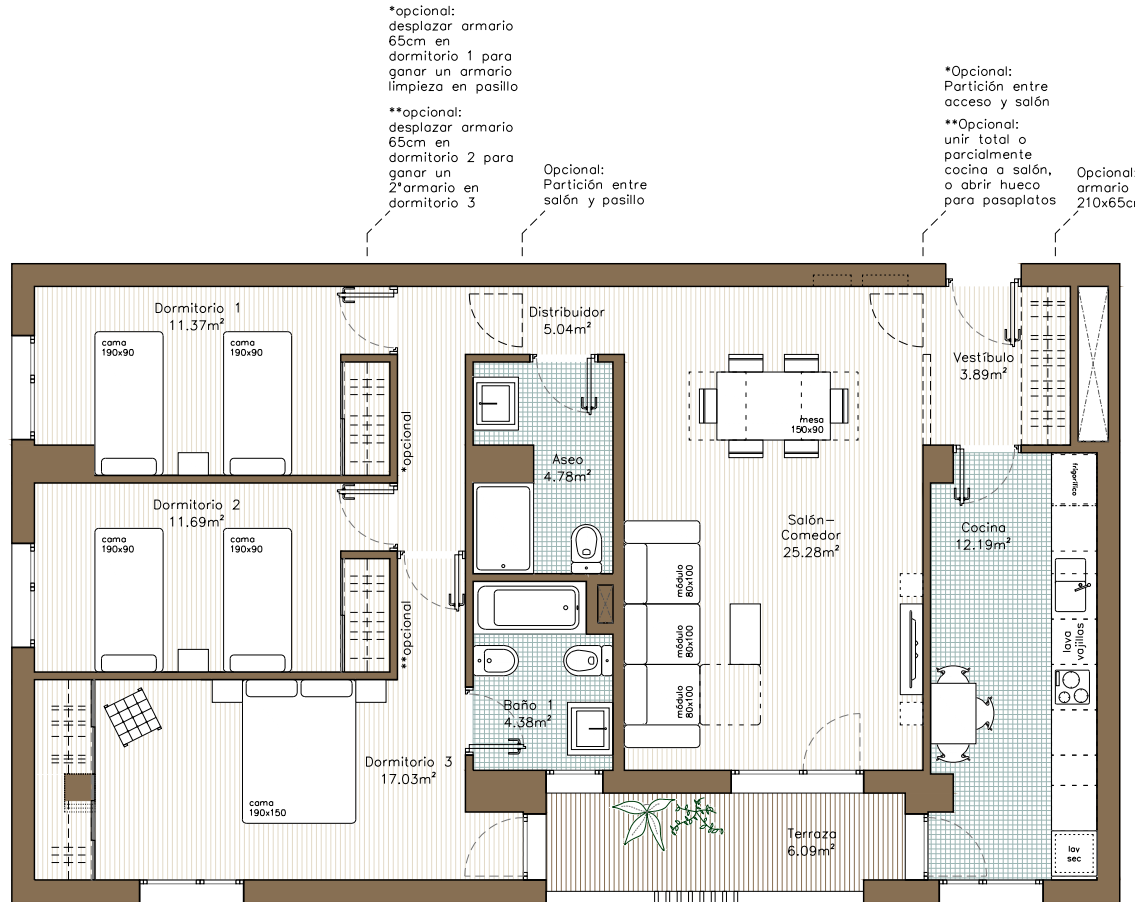 *opcional:
desplazar armario
65cm en
dormitorio 1 para
ganar un armario
limpieza en pasillo
**opcional:
desplazar armario
65cm en
dormitorio 2 para
ganar un
2ºarmario en
dormitorio 3
Opcional:
Partición entre
salón y pasillo
*Opcional:
Partición entre
acceso y salón
**Opcional:
unir total o
parcialmente
cocina a salón,
o abrir hueco
para pasaplatos
Opcional:
armario
210x65cm
Dormitorio 1
11.37m²
cama
190x90
cama
190x90
*opcional
Distribuidor
5.04m²
Vestíbulo
3.89m²
mesa
150x90
Aseo
4.78m²
Dormitorio 2
11.69m²
cama
190x90
cama
190x90
**opcional
Salón-
Comedor
25.28m²
módulo
80x100
módulo
80x100
módulo
80x100
frigorífico
Cocina
12.19m²
lava
vajillas
Baño 1
4.38m²
Dormitorio 3
17.03m²
cama
190x150
Terraza
6.09m²
lav
sec